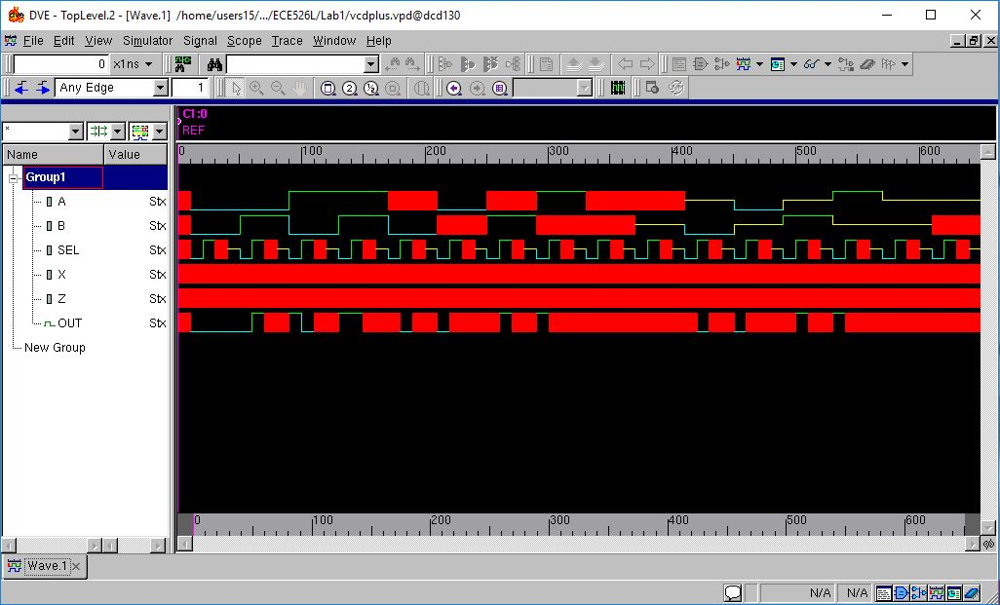 DVE - TopLevel.2 - [Wave.1] /home/users15/.../ECE526L/Lab1/vcdplus.vpd@dcd130
File Edit View Simulator Signal Scope Trace Window Help
0 x1ns
Any Edge 1
C1:0
REF
*
Name Value
0 100 200 300 400 500 600
Group1
A Stx
B Stx
SEL Stx
X Stx
Z Stx
OUT Stx
New Group
0 100 200 300 400 500 600
Wave.1
N/A N/A